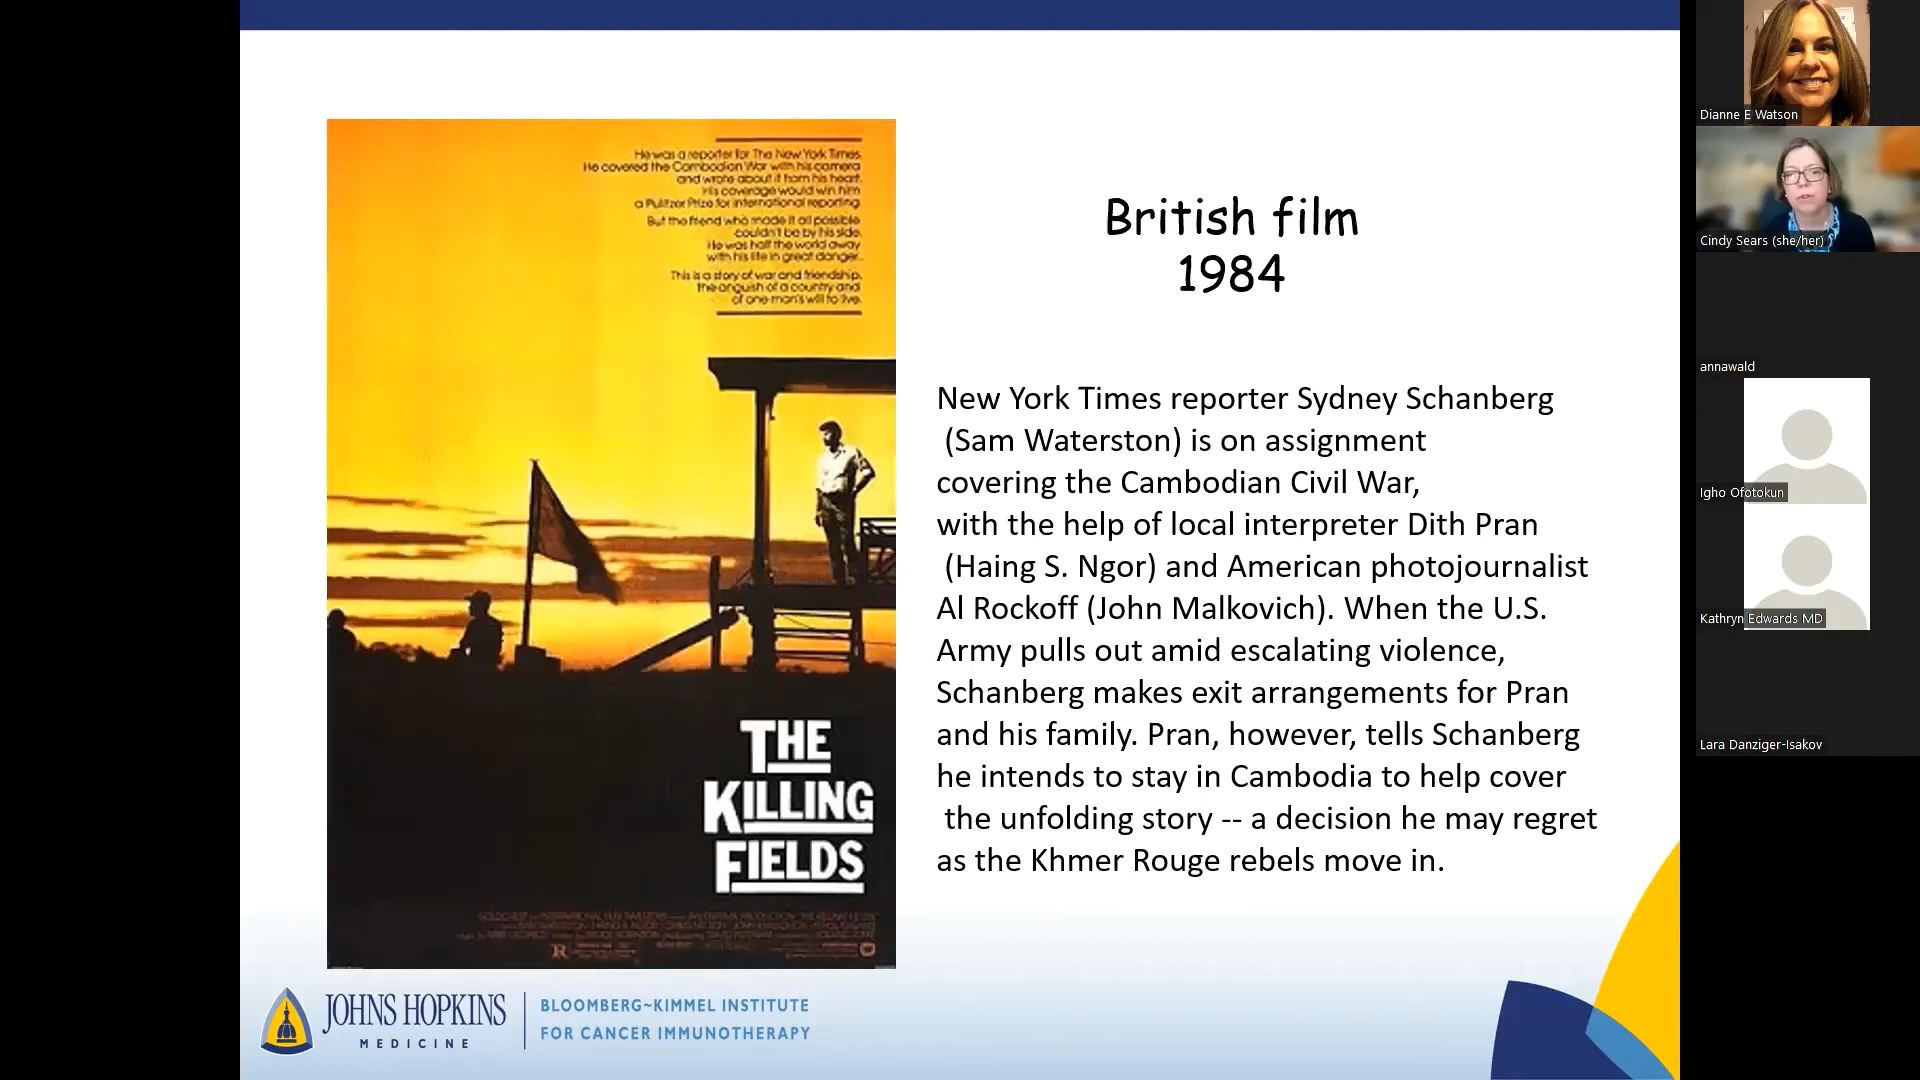 He was a reporter for The New York Times.
He covered the Cambodian War with his camera
and wrote about it from his heart.
His coverage would win him
a Pulitzer Prize for international reporting
But the friend who made it all possible
couldn't be by his side.
He was half the world away
with his life in great danger...
This is a story of war and friendship,
the anguish of a country and
of one man's will to live.
THE
KILLING
FIELDS
R
British film
1984
New York Times reporter Sydney Schanberg
(Sam Waterston) is on assignment
covering the Cambodian Civil War,
with the help of local interpreter Dith Pran
(Haing S. Ngor) and American photojournalist
Al Rockoff (John Malkovich). When the U.S.
Army pulls out amid escalating violence,
Schanberg makes exit arrangements for Pran
and his family. Pran, however, tells Schanberg
he intends to stay in Cambodia to help cover
the unfolding story -- a decision he may regret
as the Khmer Rouge rebels move in.
JOHNS HOPKINS
MEDICINE
BLOOMBERG~KIMMEL INSTITUTE
FOR CANCER IMMUNOTHERAPY
Dianne E Watson
Cindy Sears (she/her)
annawald
Igho Ofotokun
Kathryn Edwards MD
Lara Danziger-Isakov